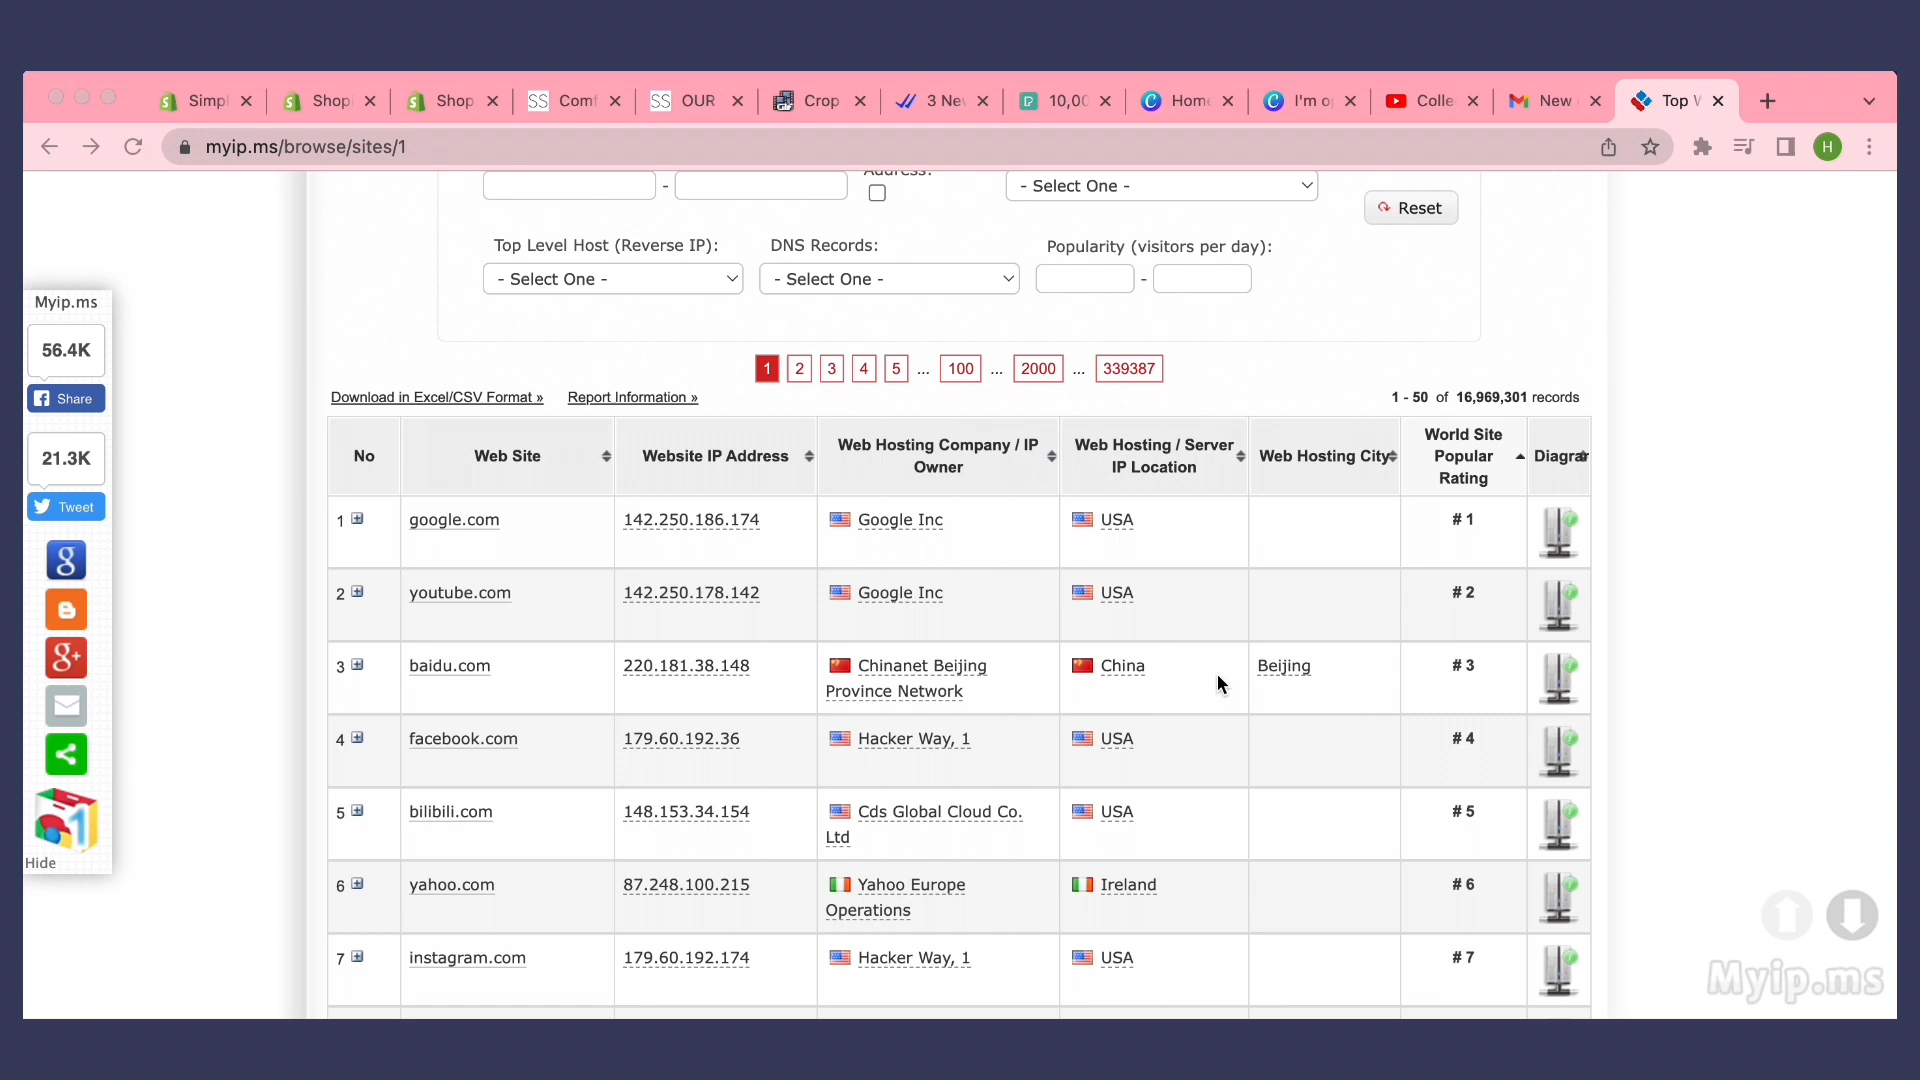 Simpl
Shop
Shop
SS Comf
SS OUR
Crop
3 Ne
10,00
Home
I'm o
Colle
New
Top
myip.ms/browse/sites/1
H
-
- Select One -
Reset
Top Level Host (Reverse IP):
DNS Records:
Popularity (visitors per day):
- Select One -
- Select One -
-
Myip.ms
56.4K
Share
21.3K
Tweet
Hide
1 2 3 4 5 ... 100 ... 2000 ... 339387
Download in Excel/CSV Format »
Report Information »
1 - 50 of 16,969,301 records
No
Web Site
Website IP Address
Web Hosting Company / IP
Owner
Web Hosting / Server
IP Location
Web Hosting City
World Site
Popular
Rating
Diagram
1 google.com 142.250.186.174 Google Inc USA # 1
2 youtube.com 142.250.178.142 Google Inc USA # 2
3 baidu.com 220.181.38.148 Chinanet Beijing China Beijing # 3
Province Network
4 facebook.com 179.60.192.36 Hacker Way, 1 USA # 4
5 bilibili.com 148.153.34.154 Cds Global Cloud Co. USA # 5
Ltd
6 yahoo.com 87.248.100.215 Yahoo Europe Ireland # 6
Operations
7 instagram.com 179.60.192.174 Hacker Way, 1 USA # 7
Myip.ms